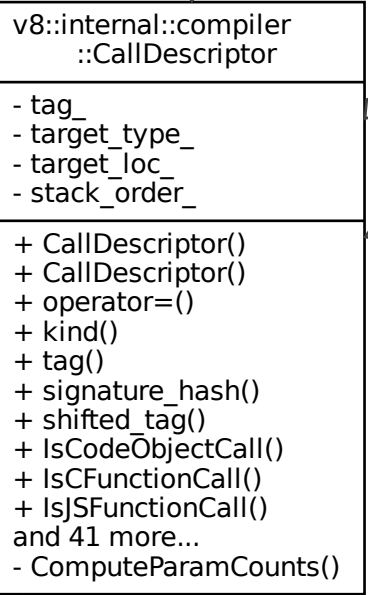 v8::internal::compiler
::CallDescriptor
- tag_
- target_type_
- target_loc_
- stack_order_
+ CallDescriptor()
+ CallDescriptor()
+ operator=()
+ kind()
+ tag()
+ signature_hash()
+ shifted_tag()
+ IsCodeObjectCall()
+ IsCFunctionCall()
+ IsJSFunctionCall()
and 41 more...
- ComputeParamCounts()